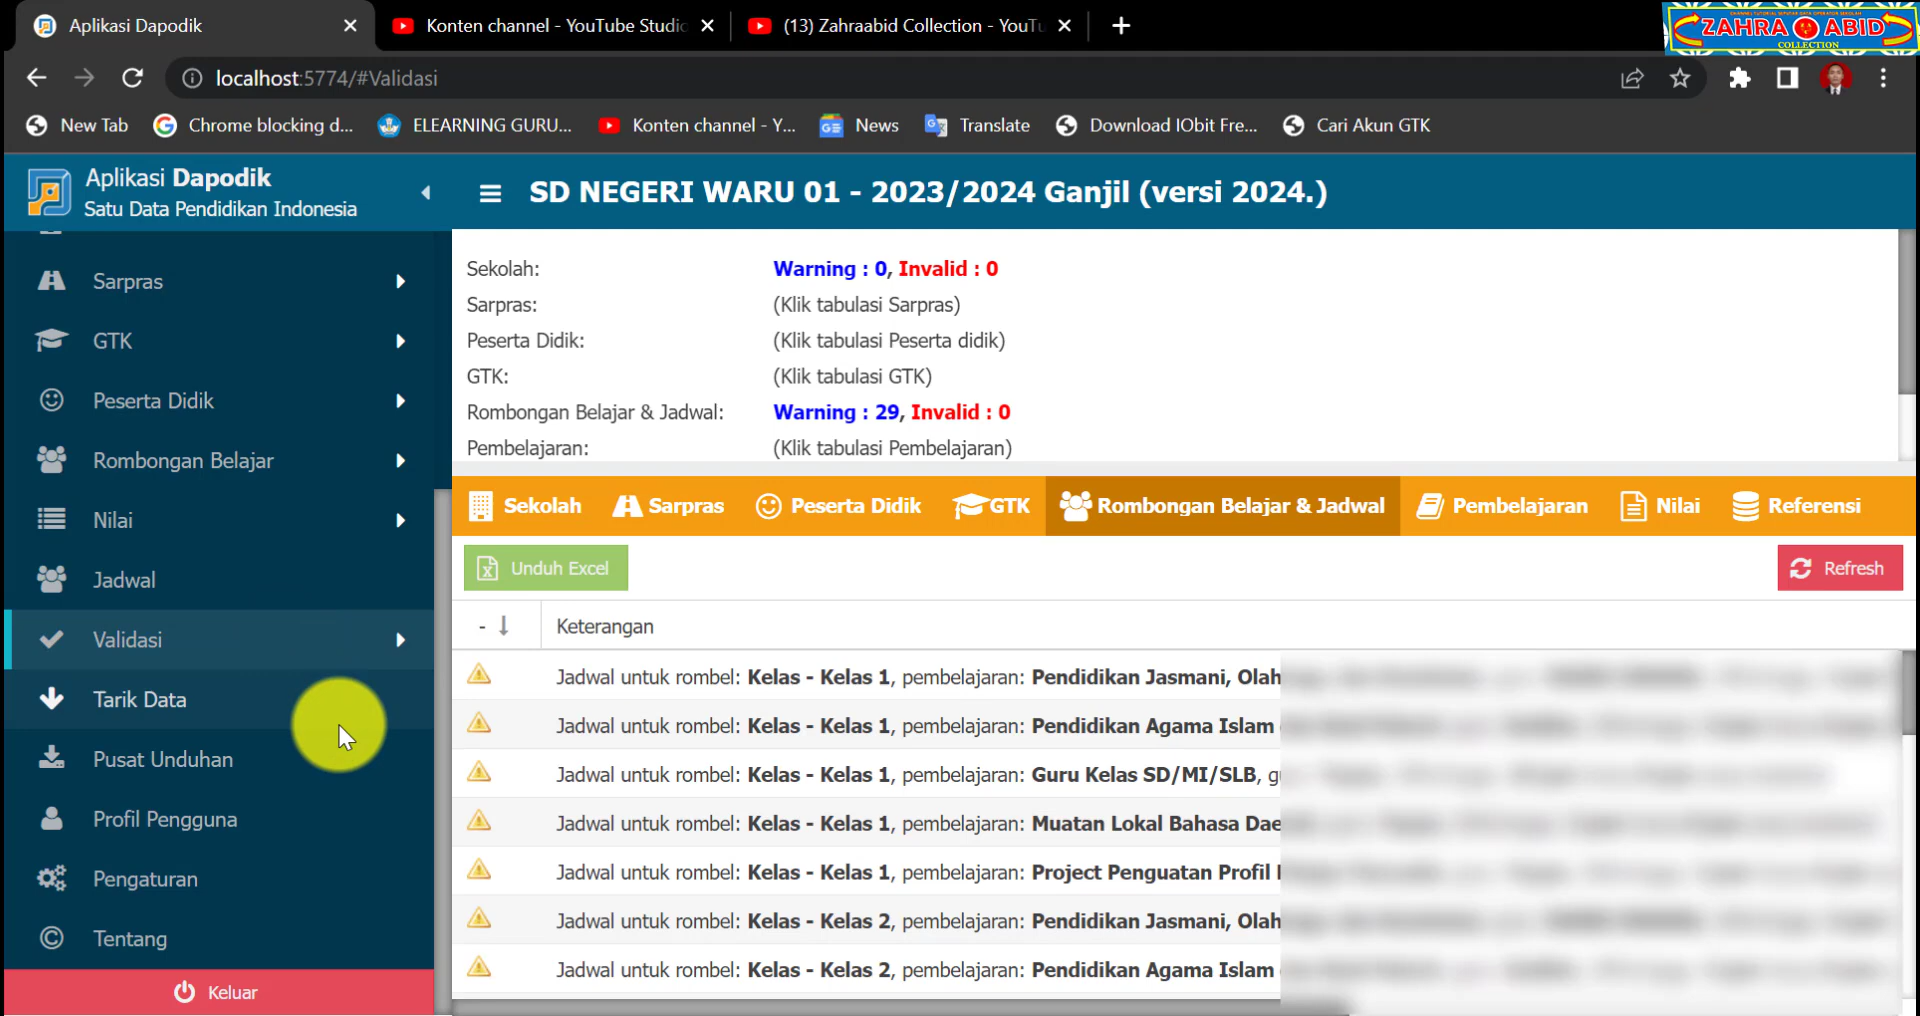 Aplikasi Dapodik
Konten channel - YouTube Studio
(13) Zahraabid Collection - YouTu
ZAHRA ABID
COLLECTION
localhost:5774/#Validasi
New Tab
Chrome blocking d...
ELEARNING GURU...
Konten channel - Y...
News
Translate
Download IObit Fre...
Cari Akun GTK
Aplikasi Dapodik
Satu Data Pendidikan Indonesia
SD NEGERI WARU 01 - 2023/2024 Ganjil (versi 2024.)
Sarpras
GTK
Peserta Didik
Rombongan Belajar
Nilai
Jadwal
Validasi
Tarik Data
Pusat Unduhan
Profil Pengguna
Pengaturan
Tentang
Keluar
Sekolah: Warning : 0, Invalid : 0
Sarpras: (Klik tabulasi Sarpras)
Peserta Didik: (Klik tabulasi Peserta didik)
GTK: (Klik tabulasi GTK)
Rombongan Belajar & Jadwal: Warning : 29, Invalid : 0
Pembelajaran: (Klik tabulasi Pembelajaran)
Sekolah
Sarpras
Peserta Didik
GTK
Rombongan Belajar & Jadwal
Pembelajaran
Nilai
Referensi
Unduh Excel
Refresh
- Keterangan
Jadwal untuk rombel: Kelas - Kelas 1, pembelajaran: Pendidikan Jasmani, Olah
Jadwal untuk rombel: Kelas - Kelas 1, pembelajaran: Pendidikan Agama Islam
Jadwal untuk rombel: Kelas - Kelas 1, pembelajaran: Guru Kelas SD/MI/SLB, g
Jadwal untuk rombel: Kelas - Kelas 1, pembelajaran: Muatan Lokal Bahasa Dae
Jadwal untuk rombel: Kelas - Kelas 1, pembelajaran: Project Penguatan Profil
Jadwal untuk rombel: Kelas - Kelas 2, pembelajaran: Pendidikan Jasmani, Olah
Jadwal untuk rombel: Kelas - Kelas 2, pembelajaran: Pendidikan Agama Islam